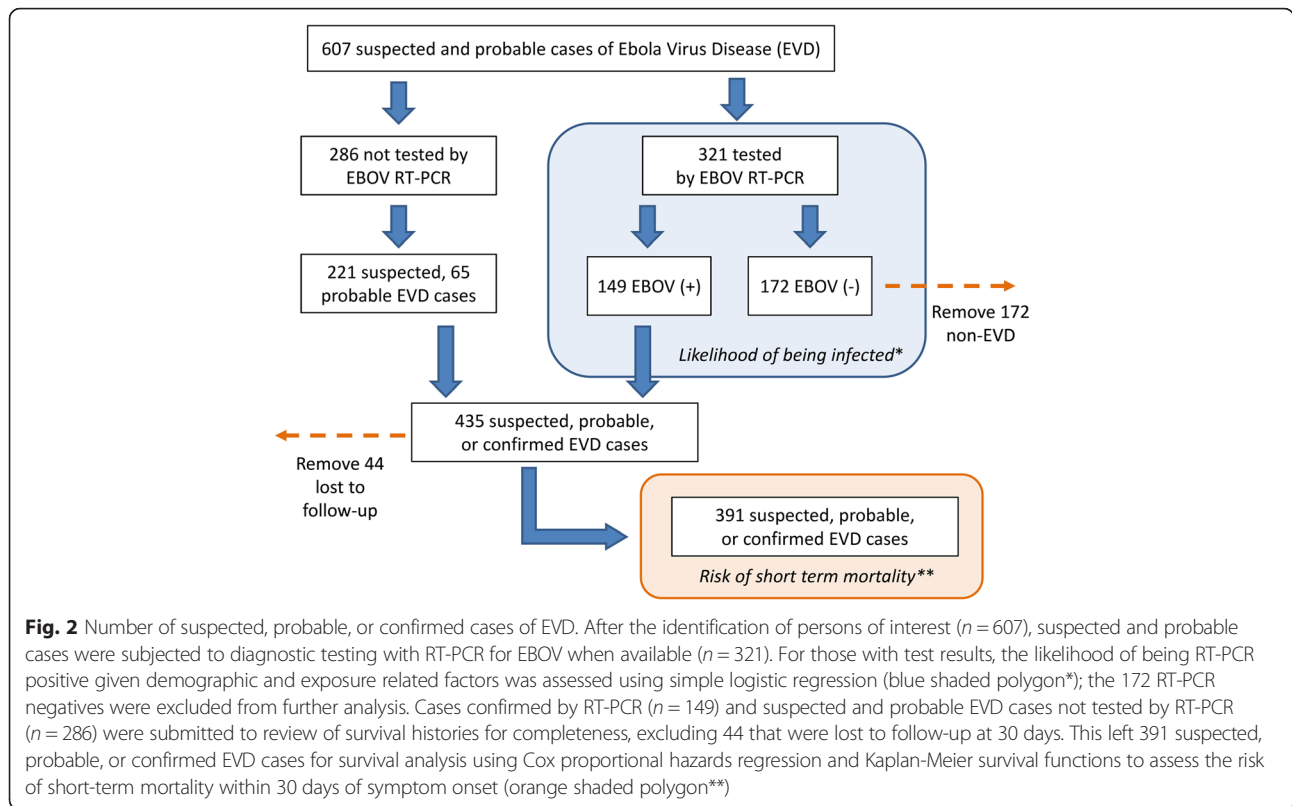 607 suspected and probable cases of Ebola Virus Disease (EVD)
286 not tested by
EBOV RT-PCR
321 tested
by EBOV RT-PCR
221 suspected, 65
probable EVD cases
149 EBOV (+)
172 EBOV (-)
Remove 172
non-EVD
Likelihood of being infected*
435 suspected, probable,
or confirmed EVD cases
Remove 44
lost to
follow-up
391 suspected, probable,
or confirmed EVD cases
Risk of short term mortality**
Fig. 2 Number of suspected, probable, or confirmed cases of EVD. After the identification of persons of interest (n = 607), suspected and probable
cases were subjected to diagnostic testing with RT-PCR for EBOV when available (n = 321). For those with test results, the likelihood of being RT-PCR
positive given demographic and exposure related factors was assessed using simple logistic regression (blue shaded polygon*); the 172 RT-PCR
negatives were excluded from further analysis. Cases confirmed by RT-PCR (n = 149) and suspected and probable EVD cases not tested by RT-PCR
(n = 286) were submitted to review of survival histories for completeness, excluding 44 that were lost to follow-up at 30 days. This left 391 suspected,
probable, or confirmed EVD cases for survival analysis using Cox proportional hazards regression and Kaplan-Meier survival functions to assess the risk
of short-term mortality within 30 days of symptom onset (orange shaded polygon**)